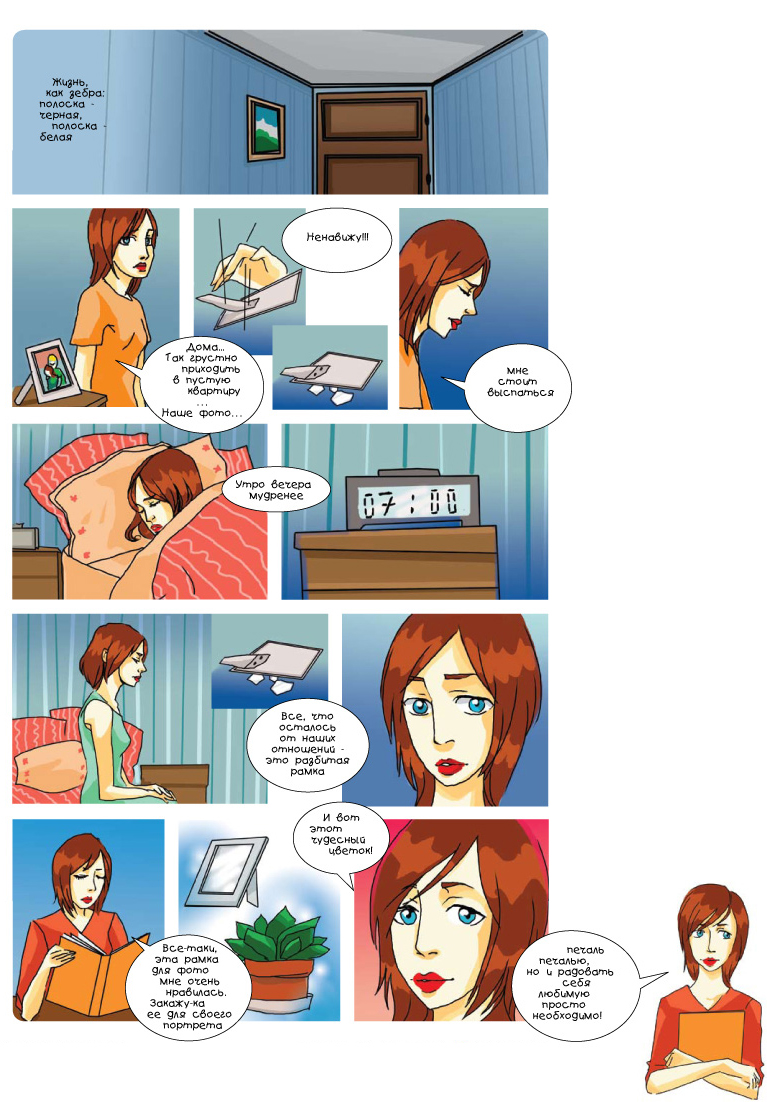 Жизнь,
как зебра:
полоска -
черная,
полоска -
белая
Ненавижу!!!
Дома...
Так грустно
приходить
в пустую
квартиру
...
Наше фото...
мне
стоит
выспаться
Утро вечера
мудренее
07:00
Все, что
осталось
от наших
отношений -
это разбитая
рамка
И вот
этот
чудесный
цветок!
Все-таки,
эта рамка
для фото
мне очень
нравилась.
Закажу-ка
ее для своего
портрета
печаль
печалью,
но и радовать
себя
любимую
просто
необходимо!